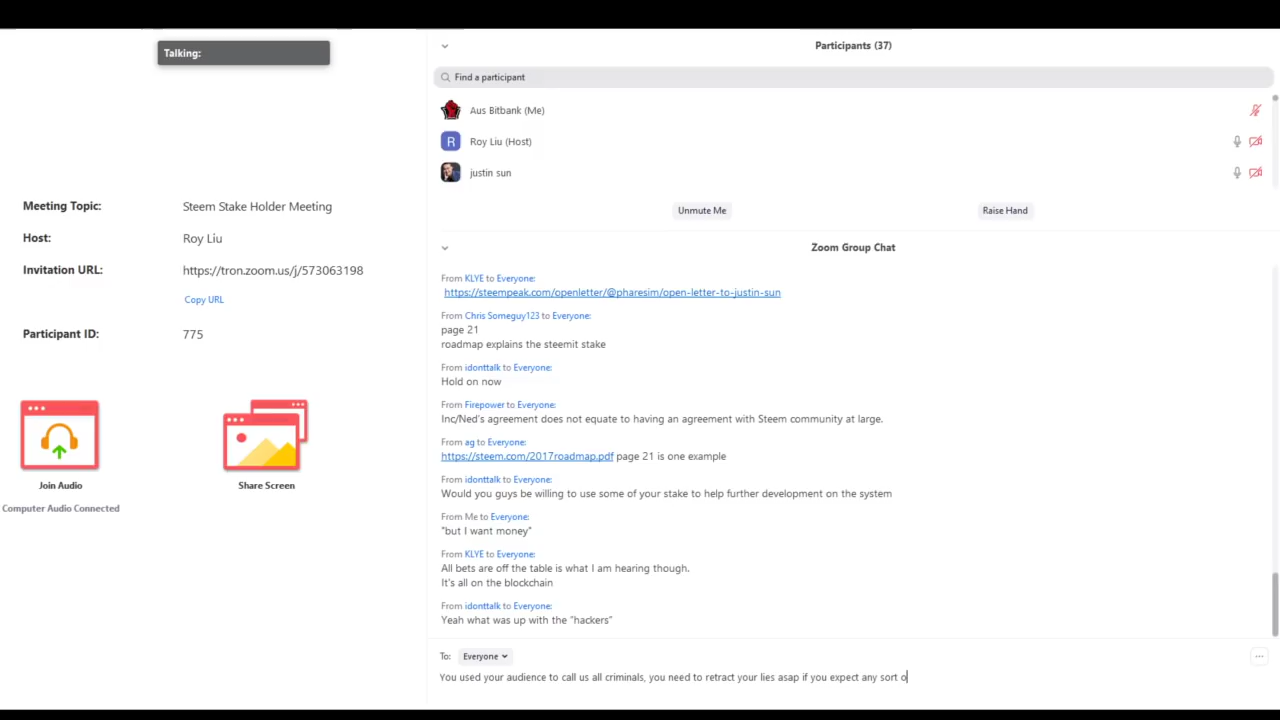 Talking:
Meeting Topic: Steem Stake Holder Meeting
Host: Roy Liu
Invitation URL: https://tron.zoom.us/j/573063198
Copy URL
Participant ID: 775
Join Audio
Computer Audio Connected
Share Screen
Participants (37)
Find a participant
Aus Bitbank (Me)
R Roy Liu (Host)
justin sun
Unmute Me Raise Hand
Zoom Group Chat
From KLYE to Everyone:
https://steempeak.com/openletter/@pharesim/open-letter-to-justin-sun
From Chris Someguy123 to Everyone:
page 21
roadmap explains the steemit stake
From idonttalk to Everyone:
Hold on now
From Firepower to Everyone:
Inc/Ned's agreement does not equate to having an agreement with Steem community at large.
From ag to Everyone:
https://steem.com/2017roadmap.pdf page 21 is one example
From idonttalk to Everyone:
Would you guys be willing to use some of your stake to help further development on the system
From Me to Everyone:
"but I want money"
From KLYE to Everyone:
All bets are off the table is what I am hearing though.
It's all on the blockchain
From idonttalk to Everyone:
Yeah what was up with the "hackers"
To: Everyone
You used your audience to call us all criminals, you need to retract your lies asap if you expect any sort o